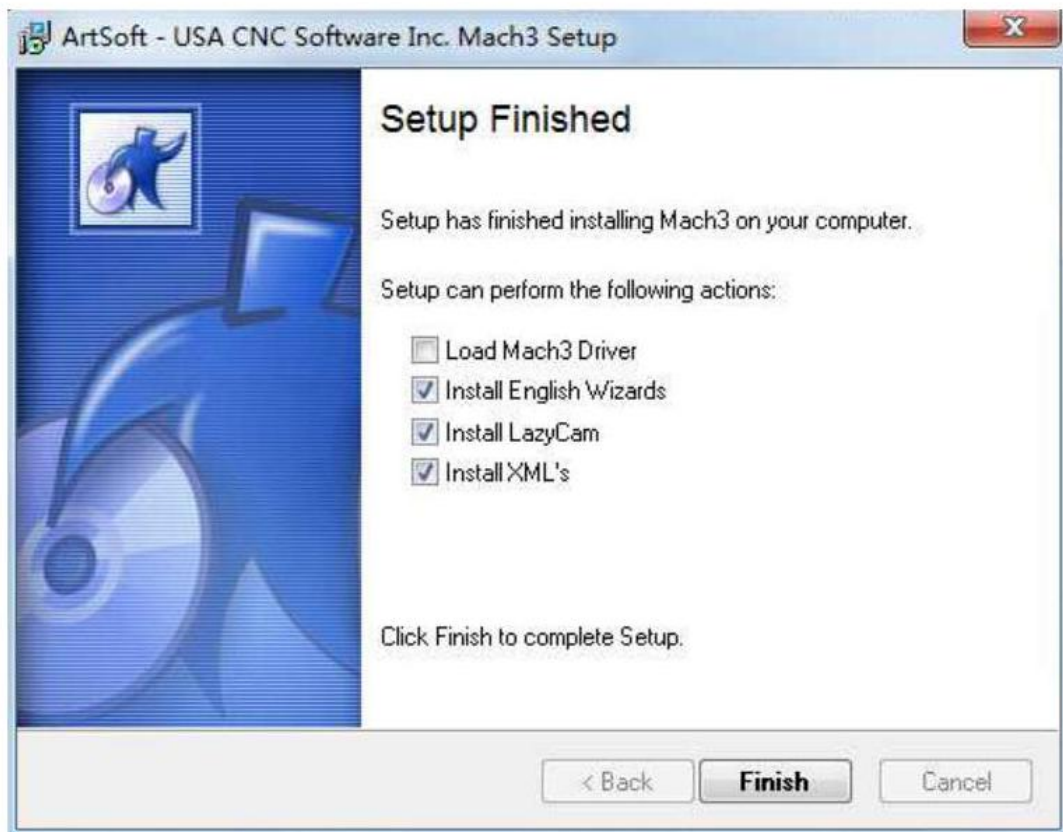 ArtSoft - USA CNC Software Inc. Mach3 Setup
Setup Finished
Setup has finished installing Mach3 on your computer.
Setup can perform the following actions:
Load Mach3 Driver
Install English Wizards
Install LazyCam
Install XML's
Click Finish to complete Setup.
< Back
Finish
Cancel